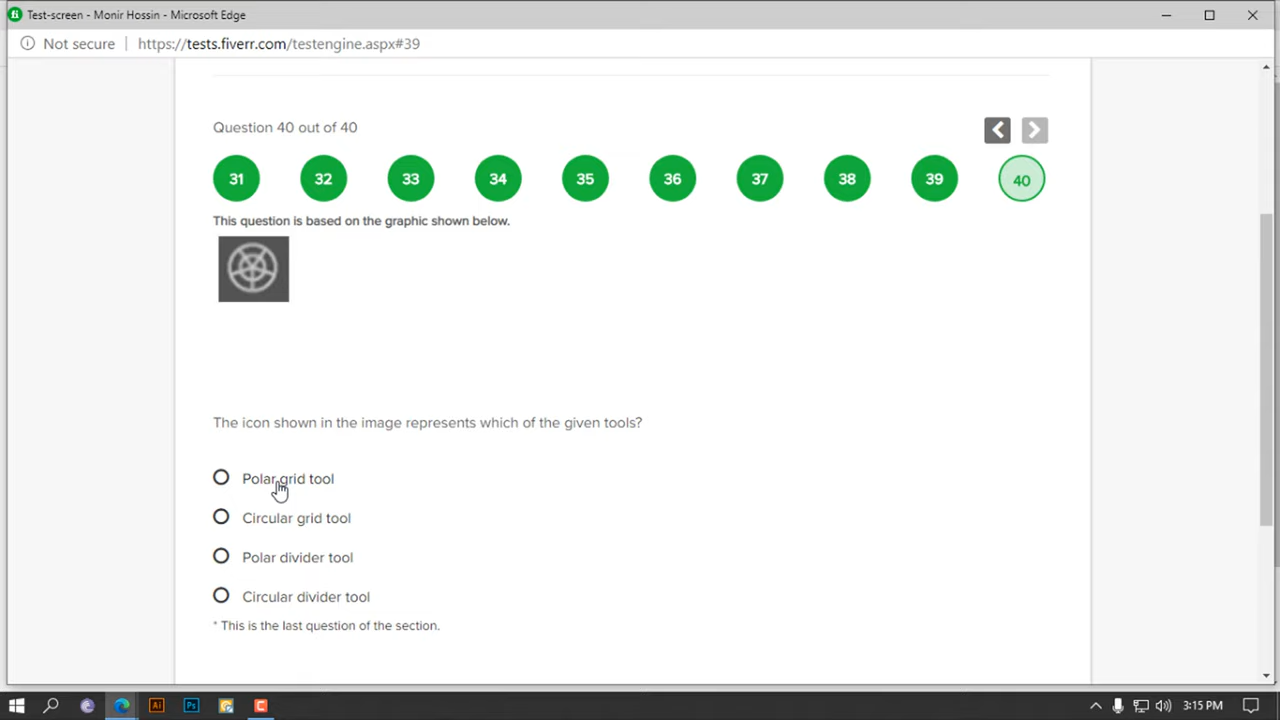 Test-screen - Monir Hossin - Microsoft Edge
Not secure
https://tests.fiverr.com/testengine.aspx#39
Question 40 out of 40
31 32 33 34 35 36 37 38 39 40
This question is based on the graphic shown below.
The icon shown in the image represents which of the given tools?
Polar grid tool
Circular grid tool
Polar divider tool
Circular divider tool
* This is the last question of the section.
3:15 PM